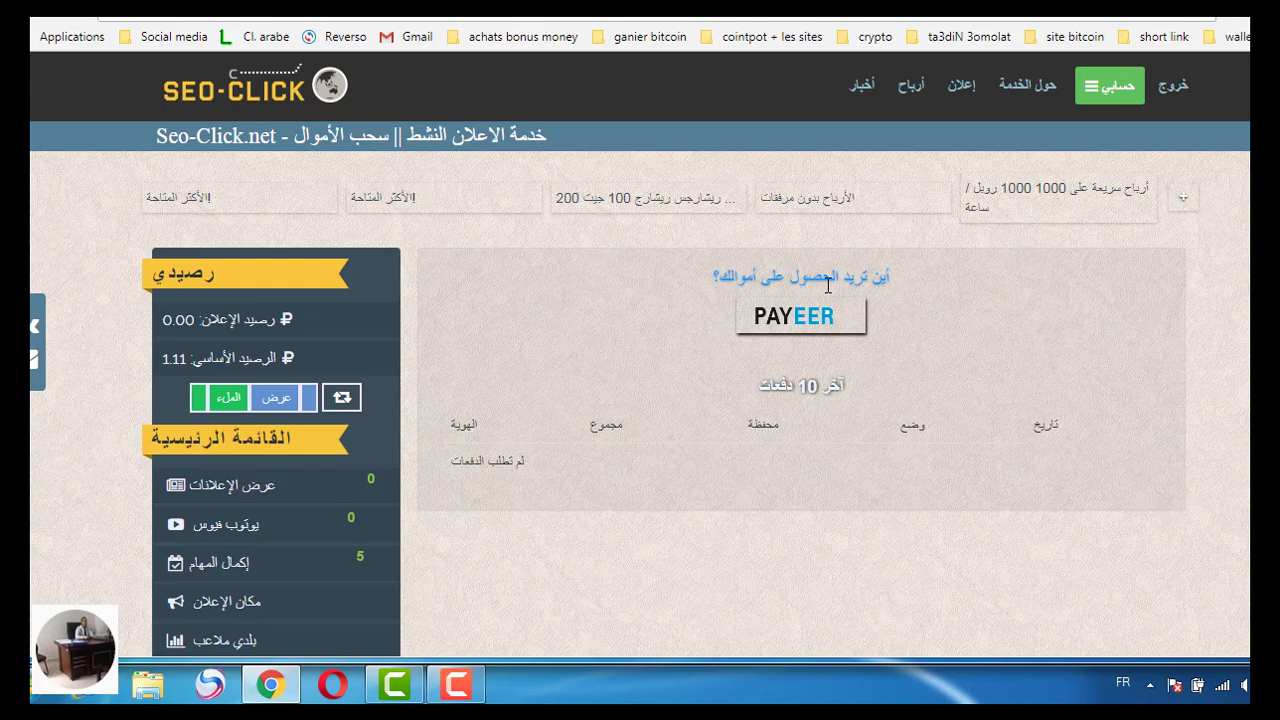 Applications Social media Cl. arabe Reverso Gmail achats bonus money ganier bitcoin cointpot + les sites crypto ta3diN 3omolat site bitcoin short link walle
SEO-CLICK
خروج حسابي حول الخدمة إعلان أرباح أخبار
خدمة الاعلان النشط || سحب الأموال - Seo-Click.net
+
أرباح سريعة على 1000 1000 روبل /
ساعة
الأرباح بدون مرفقات
ريشارجس ريشارج 100 جيت 200 ...
الأكثر المتاحة!
الأكثر المتاحة!
رصيدي
رصيد الإعلان: 0.00 ₽
الرصيد الأساسي: 1.11 ₽
الملء عرض
القائمة الرئيسية
عرض الإعلانات 0
يوتوب فيوس 0
إكمال المهام 5
مكان الإعلان
بلدي ملاعب
أين تريد الحصول على أموالك؟
PAYEER
آخر 10 دفعات
الهوية مجموع محفظة وضع تاريخ
لم تطلب الدفعات
FR